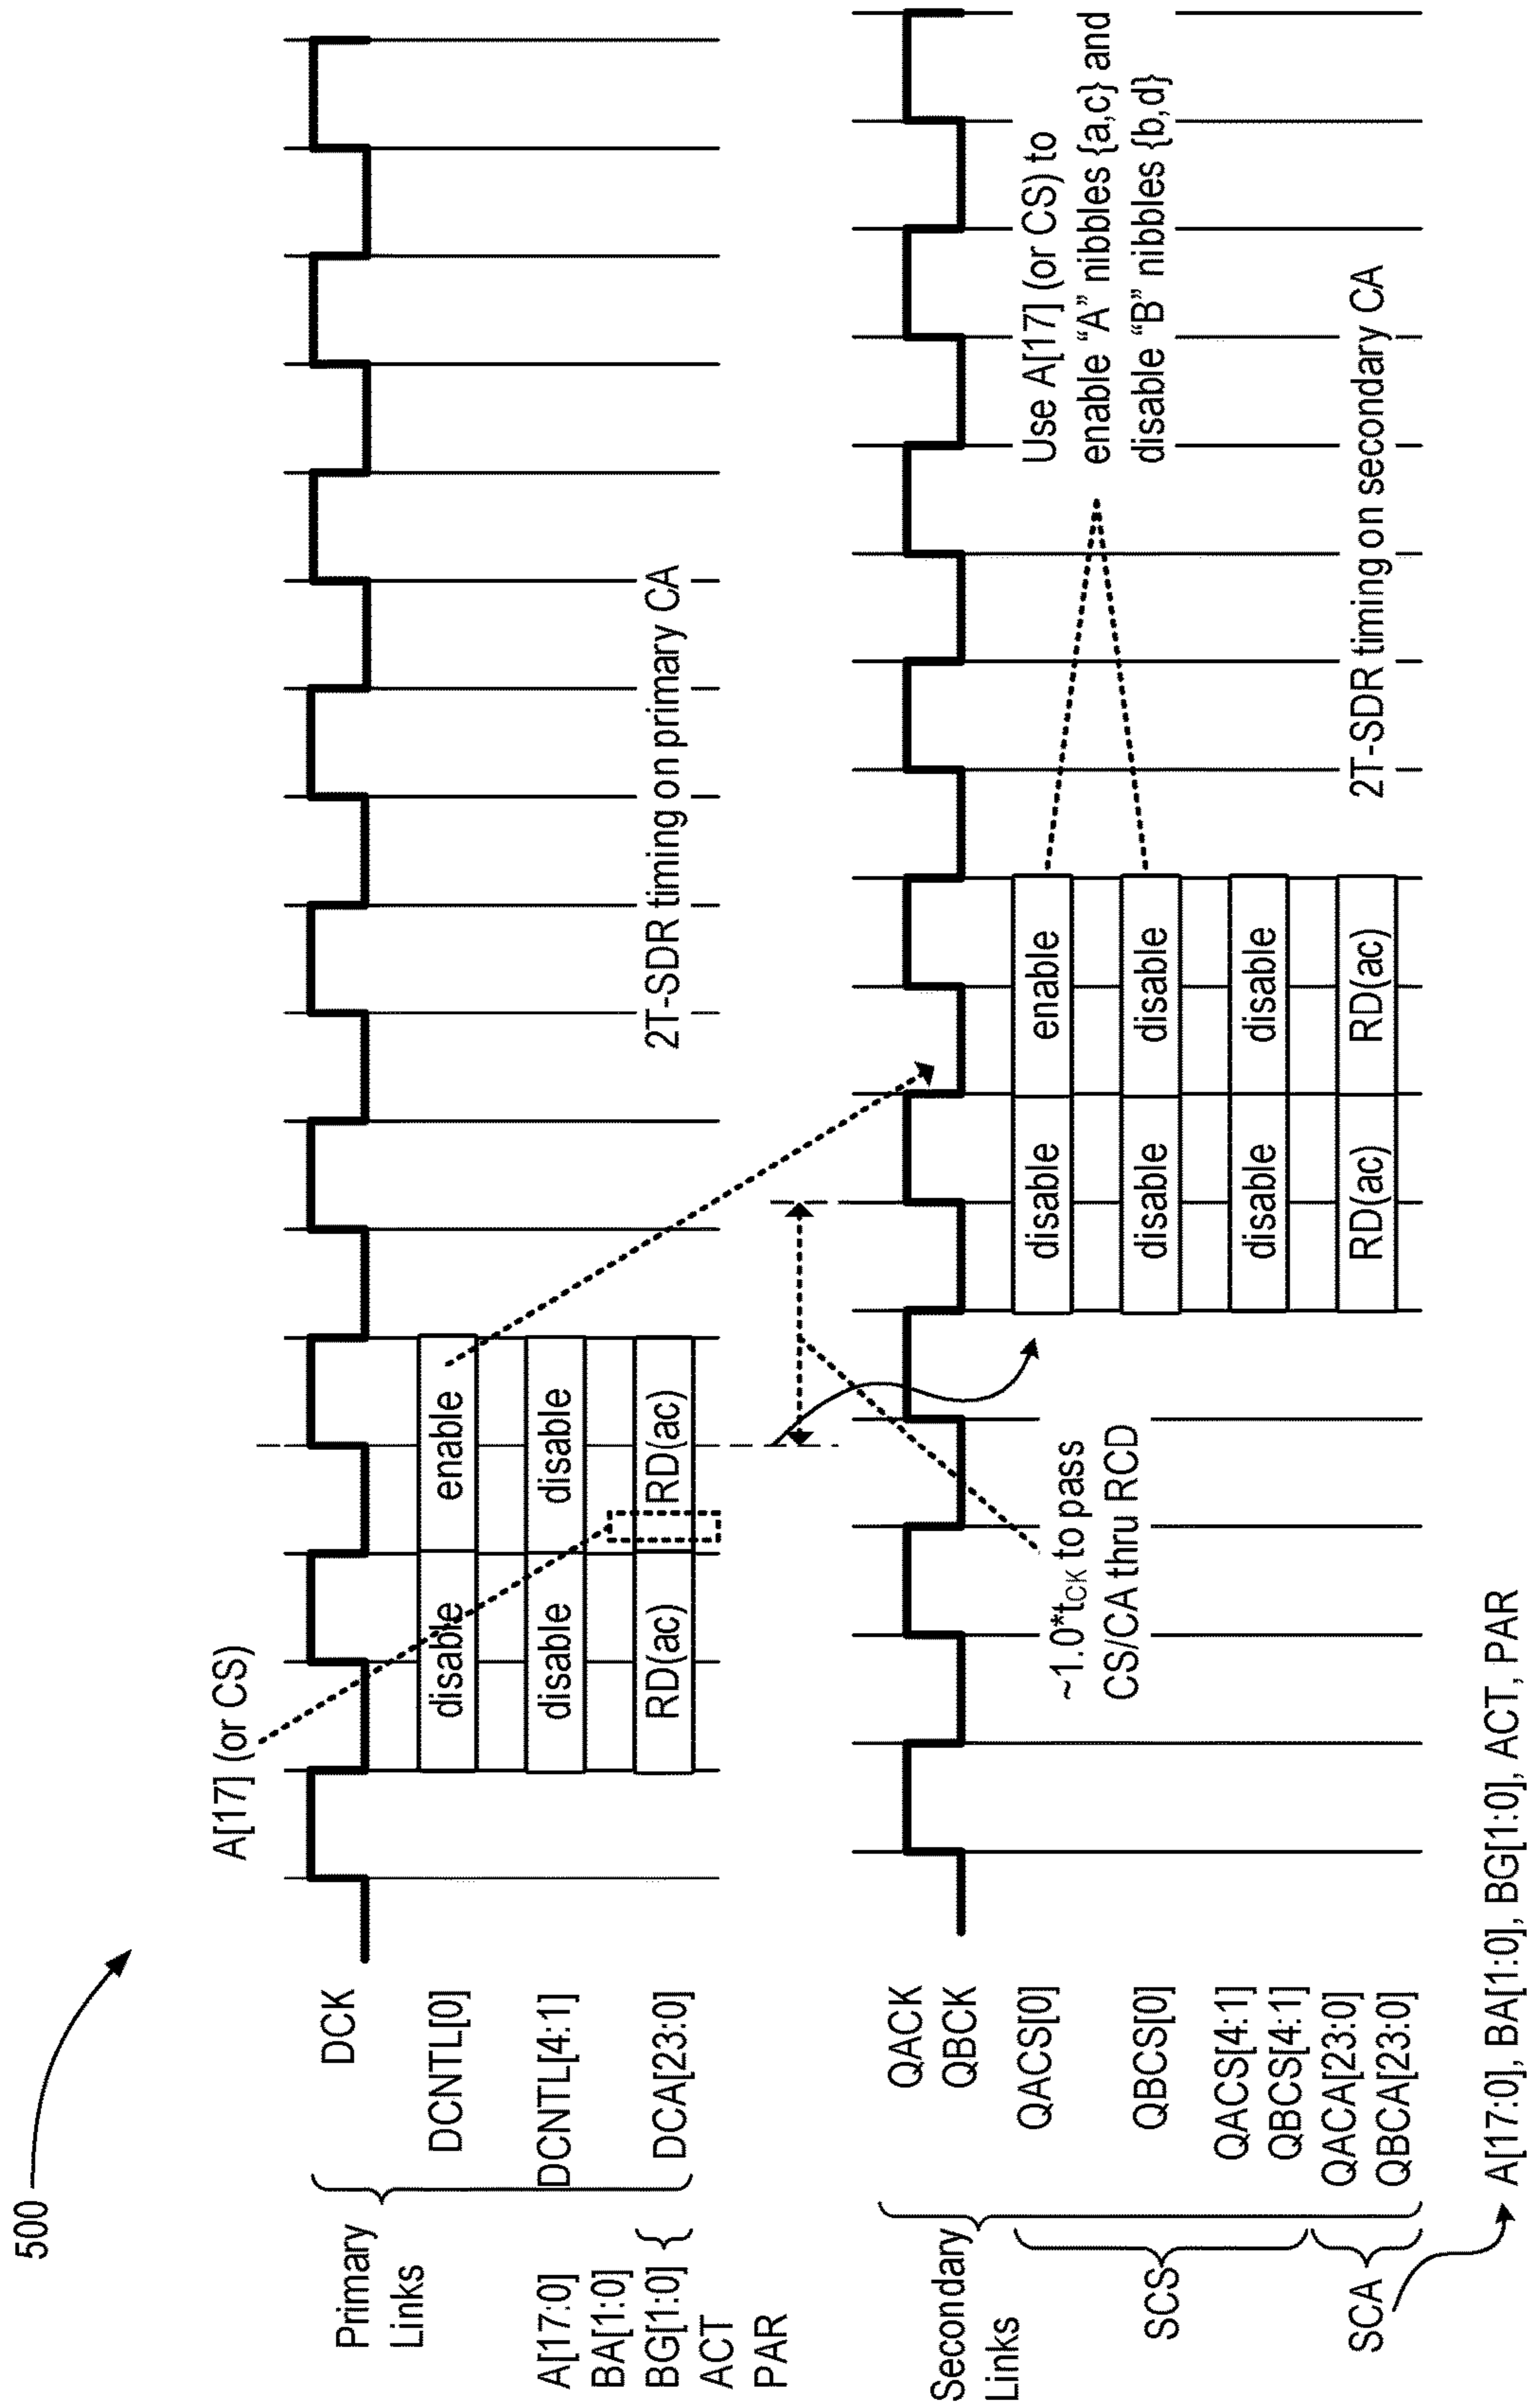 500
A[17] (or CS)
Primary
Links
DCK
DCNTL[0]
disable
enable
DCNTL[4:1]
disable
disable
A[17:0]
BA[1:0]
BG[1:0]
ACT
PAR
DCA[23:0]
RD(ac)
RD(ac)
2T-SDR timing on primary CA
~1.0*tCK to pass
CS/CA thru RCD
Secondary
Links
QACK
QBCK
SCS
QACS[0]
disable
enable
QBCS[0]
disable
disable
QACS[4:1]
QBCS[4:1]
disable
disable
SCA
QACA[23:0]
QBCA[23:0]
RD(ac)
RD(ac)
Use A[17] (or CS) to
enable “A” nibbles {a,c} and
disable “B” nibbles {b,d}
2T-SDR timing on secondary CA
A[17:0], BA[1:0], BG[1:0], ACT, PAR